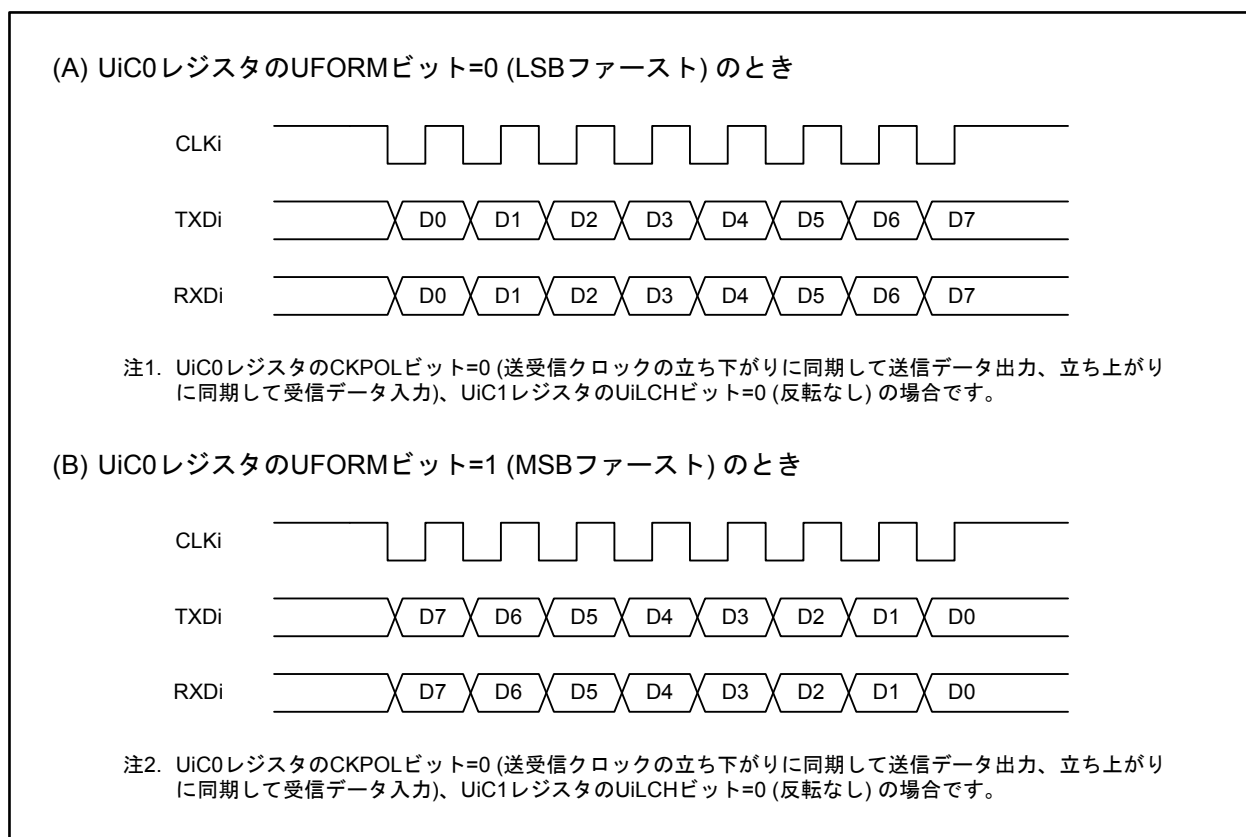 (A) UiC0レジスタのUFORMビット=0 (LSBファースト) のとき
CLKi
TXDi D0 D1 D2 D3 D4 D5 D6 D7
RXDi D0 D1 D2 D3 D4 D5 D6 D7
注1. UiC0レジスタのCKPOLビット=0 (送受信クロックの立ち下がりに同期して送信データ出力、立ち上がり
に同期して受信データ入力)、UiC1レジスタのUiLCHビット=0 (反転なし) の場合です。
(B) UiC0レジスタのUFORMビット=1 (MSBファースト) のとき
CLKi
TXDi D7 D6 D5 D4 D3 D2 D1 D0
RXDi D7 D6 D5 D4 D3 D2 D1 D0
注2. UiC0レジスタのCKPOLビット=0 (送受信クロックの立ち下がりに同期して送信データ出力、立ち上がり
に同期して受信データ入力)、UiC1レジスタのUiLCHビット=0 (反転なし) の場合です。